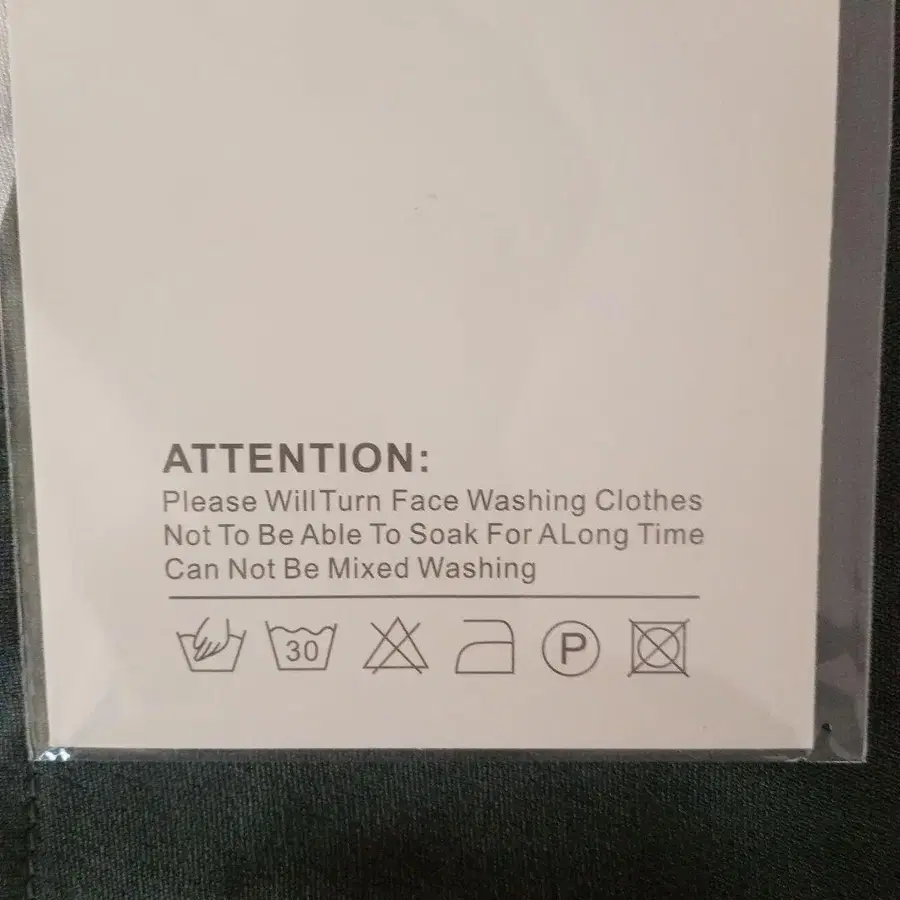 ATTENTION:
Please WillTurn Face Washing Clothes
Not To Be Able To Soak For ALong Time
Can Not Be Mixed Washing
30 P